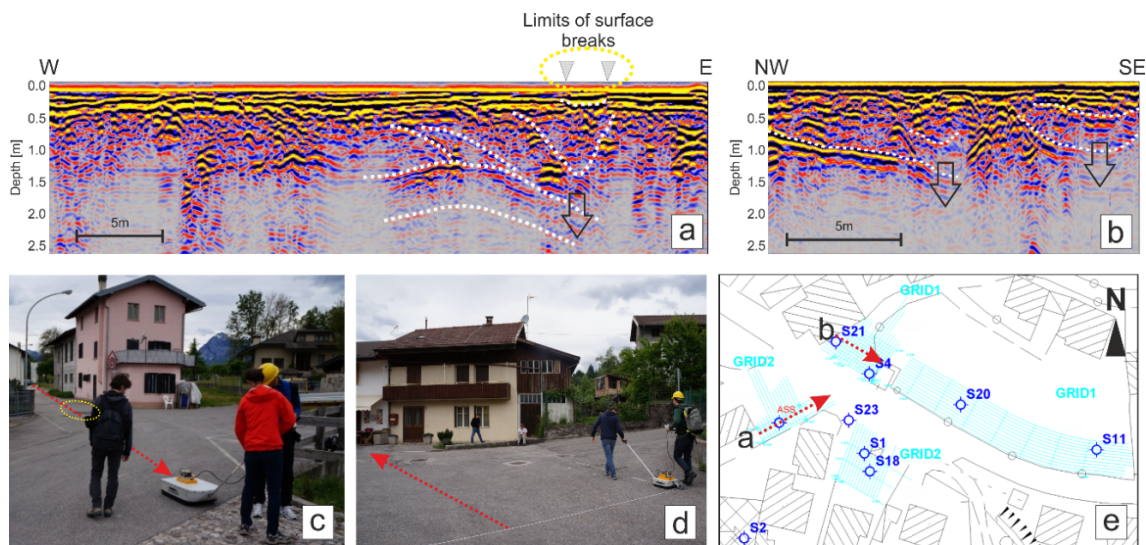 Limits of surface
breaks
W
E
NW
SE
0.0
0.5
1.0
1.5
2.0
2.5
Depth [m]
5m
a
0.0
0.5
1.0
1.5
2.0
2.5
Depth [m]
5m
b
c
d
GRID1
N
b
S21
S4
GRID2
S20
GRID1
ASS
a
S23
S1
S11
GRID2
S18
S2
e